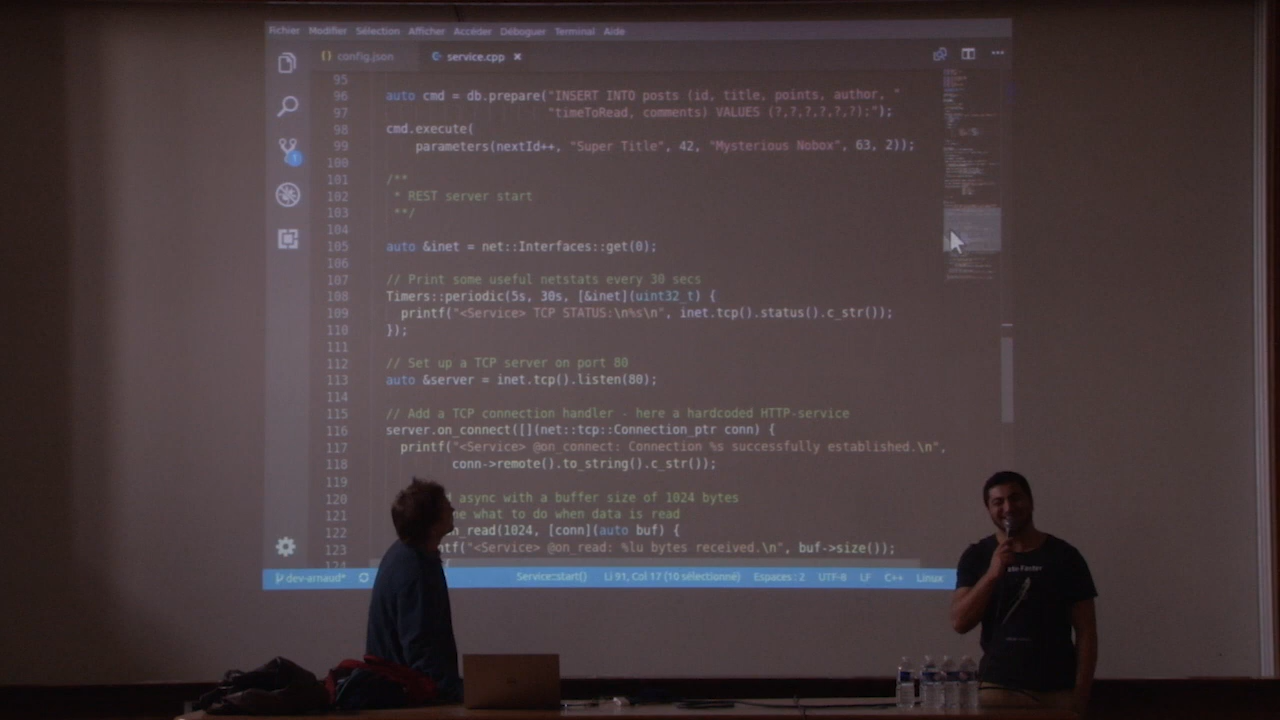 Fichier Modifier Sélection Afficher Accéder Déboguer Terminal Aide
{} config.json service.cpp ×
95
96 auto cmd = db.prepare("INSERT INTO posts (id, title, points, author, "
97 "timeToRead, comments) VALUES (?,?,?,?,?,?);");
98 cmd.execute(
99 parameters(nextId++, "Super Title", 42, "Mysterious Nobox", 63, 2));
100
101 /**
102 * REST server start
103 **/
104
105 auto &inet = net::Interfaces::get(0);
106
107 // Print some useful netstats every 30 secs
108 Timers::periodic(5s, 30s, [&inet](uint32_t) {
109 printf("<Service> TCP STATUS:\n%s\n", inet.tcp().status().c_str());
110 });
111
112 // Set up a TCP server on port 80
113 auto &server = inet.tcp().listen(80);
114
115 // Add a TCP connection handler - here a hardcoded HTTP-service
116 server.on_connect([](net::tcp::Connection_ptr conn) {
117 printf("<Service> @on_connect: Connection %s successfully established.\n",
118 conn->remote().to_string().c_str());
119
120 async with a buffer size of 1024 bytes
121 what to do when data is read
122 n_read(1024, [conn](auto buf) {
123 ntf("<Service> @on_read: %lu bytes received.\n", buf->size());
124 {
dev-arnaud* Service::start() Li 91, Col 17 (10 sélectionné) Espaces : 2 UTF-8 LF C++ Linux